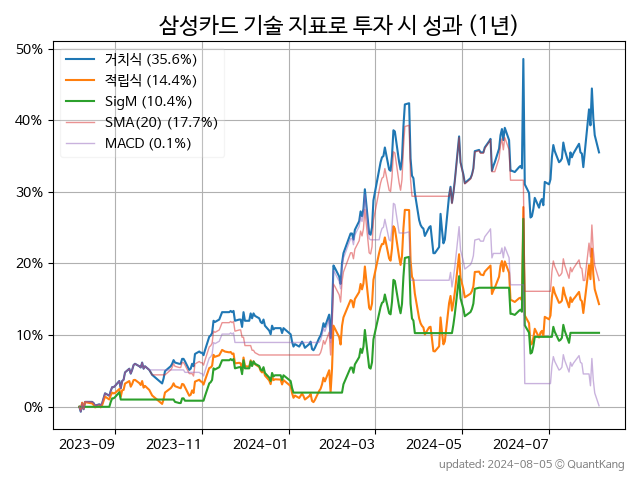 삼성카드 기술 지표로 투자 시 성과 (1년)
거치식 (35.6%)
적립식 (14.4%)
SigM (10.4%)
SMA(20) (17.7%)
MACD (0.1%)
50%
40%
30%
20%
10%
0%
2023-09 2023-11 2024-01 2024-03 2024-05 2024-07
updated: 2024-08-05 © QuantKang